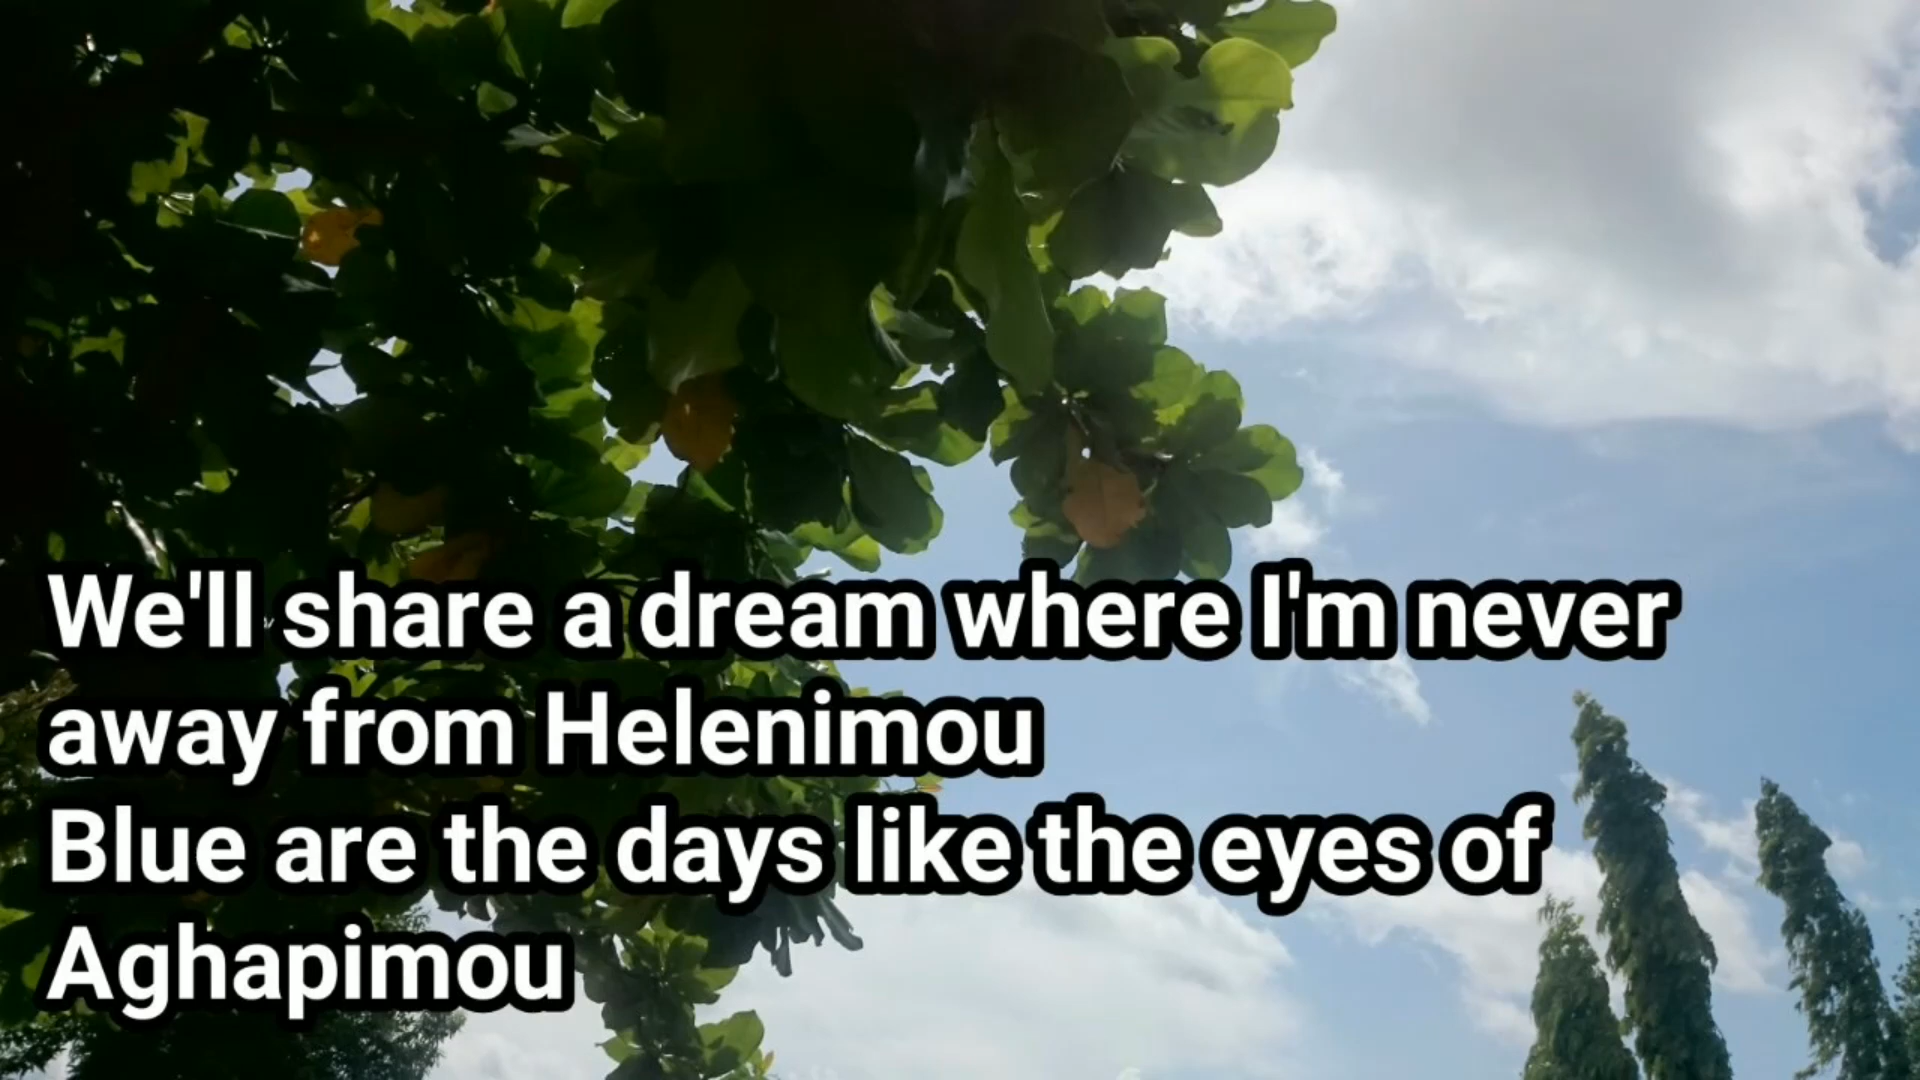 We'll share a dream where I'm never
away from Helenimou
Blue are the days like the eyes of
Aghapimou